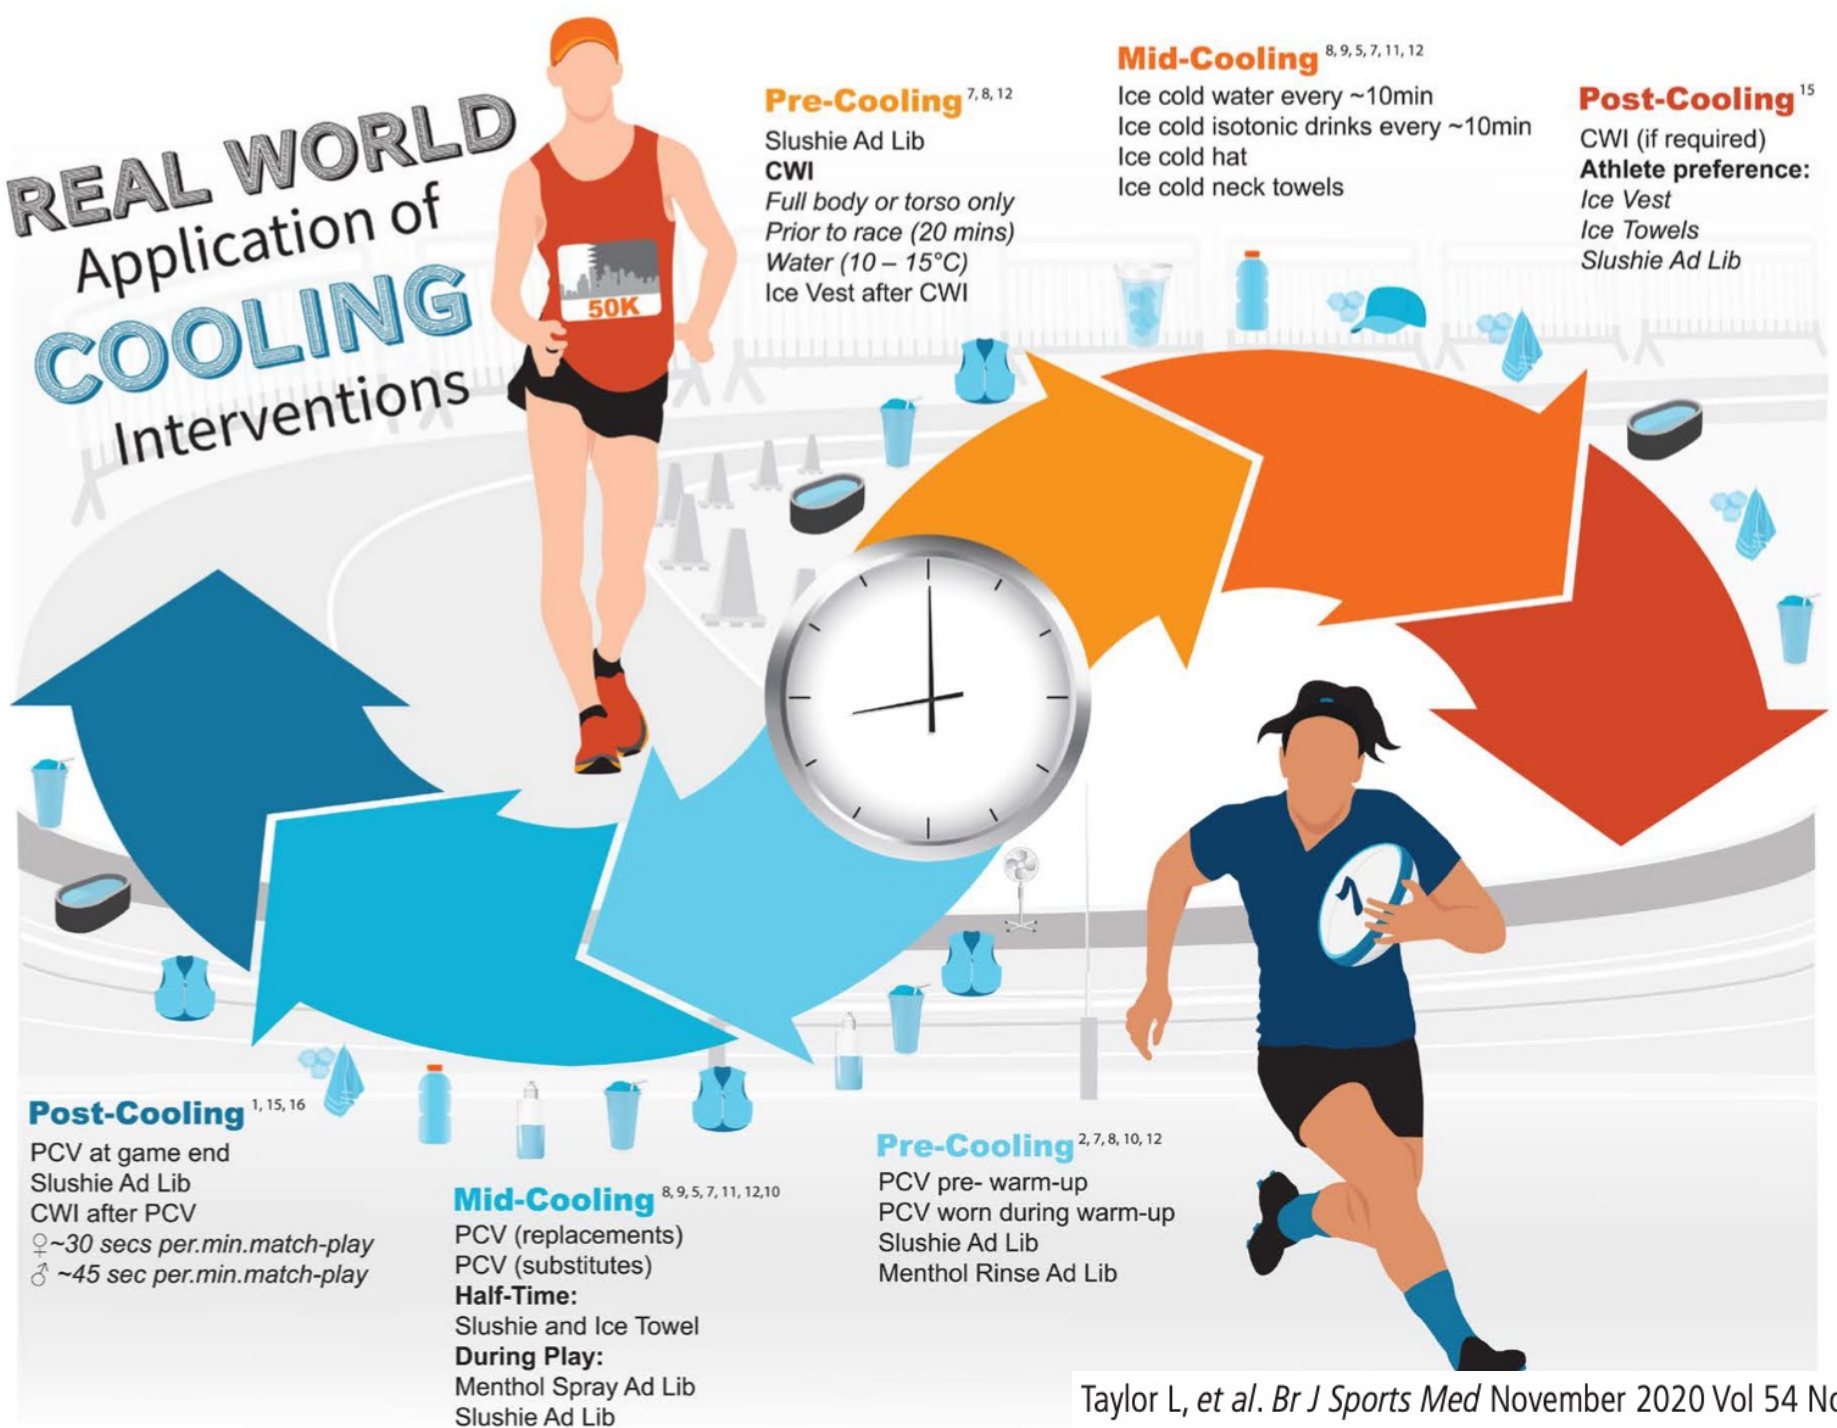 REAL WORLD
Application of
COOLING
Interventions
50K
Pre-Cooling 7, 8, 12
Slushie Ad Lib
CWI
Full body or torso only
Prior to race (20 mins)
Water (10 – 15°C)
Ice Vest after CWI
Mid-Cooling 8, 9, 5, 7, 11, 12
Ice cold water every ~10min
Ice cold isotonic drinks every ~10min
Ice cold hat
Ice cold neck towels
Post-Cooling 15
CWI (if required)
Athlete preference:
Ice Vest
Ice Towels
Slushie Ad Lib
Post-Cooling 1, 15, 16
PCV at game end
Slushie Ad Lib
CWI after PCV
♀~30 secs per.min.match-play
♂ ~45 sec per.min.match-play
Mid-Cooling 8, 9, 5, 7, 11, 12,10
PCV (replacements)
PCV (substitutes)
Half-Time:
Slushie and Ice Towel
During Play:
Menthol Spray Ad Lib
Slushie Ad Lib
Pre-Cooling 2, 7, 8, 10, 12
PCV pre- warm-up
PCV worn during warm-up
Slushie Ad Lib
Menthol Rinse Ad Lib
Taylor L, et al. Br J Sports Med November 2020 Vol 54 No